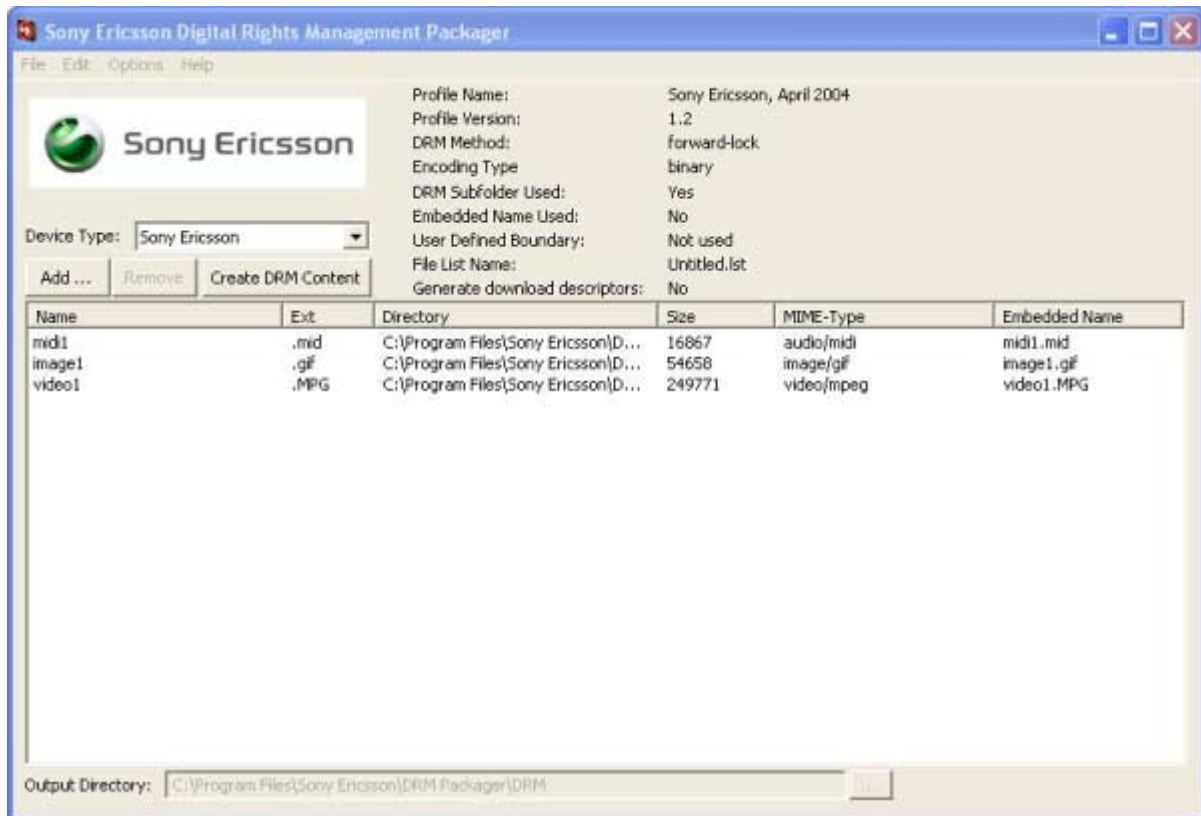 Sony Ericsson Digital Rights Management Packager
File Edit Options Help
Sony Ericsson
Profile Name: Sony Ericsson, April 2004
Profile Version: 1.2
DRM Method: forward-lock
Encoding Type binary
DRM Subfolder Used: Yes
Embedded Name Used: No
User Defined Boundary: Not used
File List Name: Untitled.lst
Generate download descriptors: No
Device Type: Sony Ericsson
Add ... Remove Create DRM Content
Name Ext Directory Size MIME-Type Embedded Name
midi1 .mid C:\Program Files\Sony Ericsson\D... 16867 audio/midi midi1.mid
image1 .gif C:\Program Files\Sony Ericsson\D... 54658 image/gif image1.gif
video1 .MPG C:\Program Files\Sony Ericsson\D... 249771 video/mpeg video1.MPG
Output Directory: C:\Program Files\Sony Ericsson\DRM Packager\DRM ...